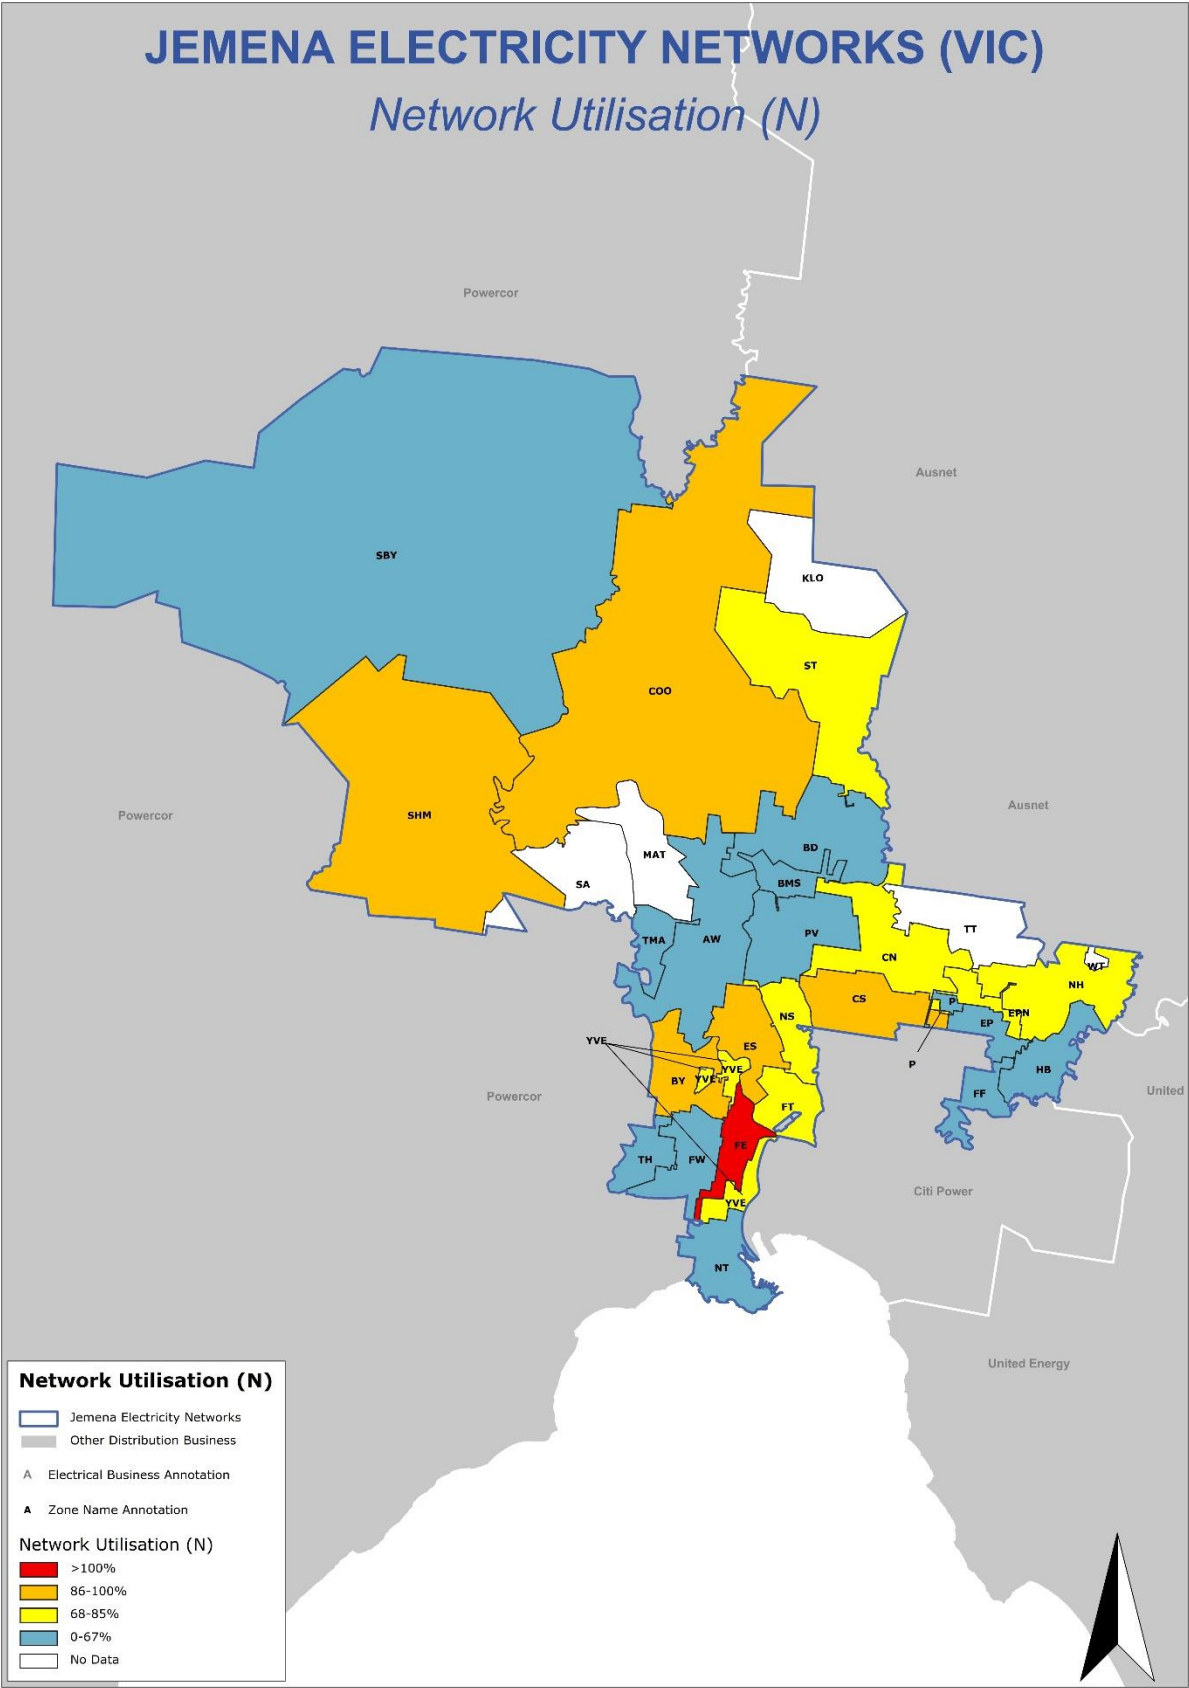 JEMENA ELECTRICITY NETWORKS (VIC)
Network Utilisation (N)
Powercor
Ausnet
SBY
KLO
ST
COO
Powercor
SHM
Ausnet
BD
MAT
SA
BMS
TMA
AW
PV
TT
CN
WT
NH
CS
P
EPN
NS
EP
YVE
ES
P
HB
YVE
YVE
BY
FF
United
Powercor
FT
FE
TH
FW
Citi Power
YVE
NT
United Energy
Network Utilisation (N)
Jemena Electricity Networks
Other Distribution Business
A Electrical Business Annotation
A Zone Name Annotation
Network Utilisation (N)
>100%
86-100%
68-85%
0-67%
No Data